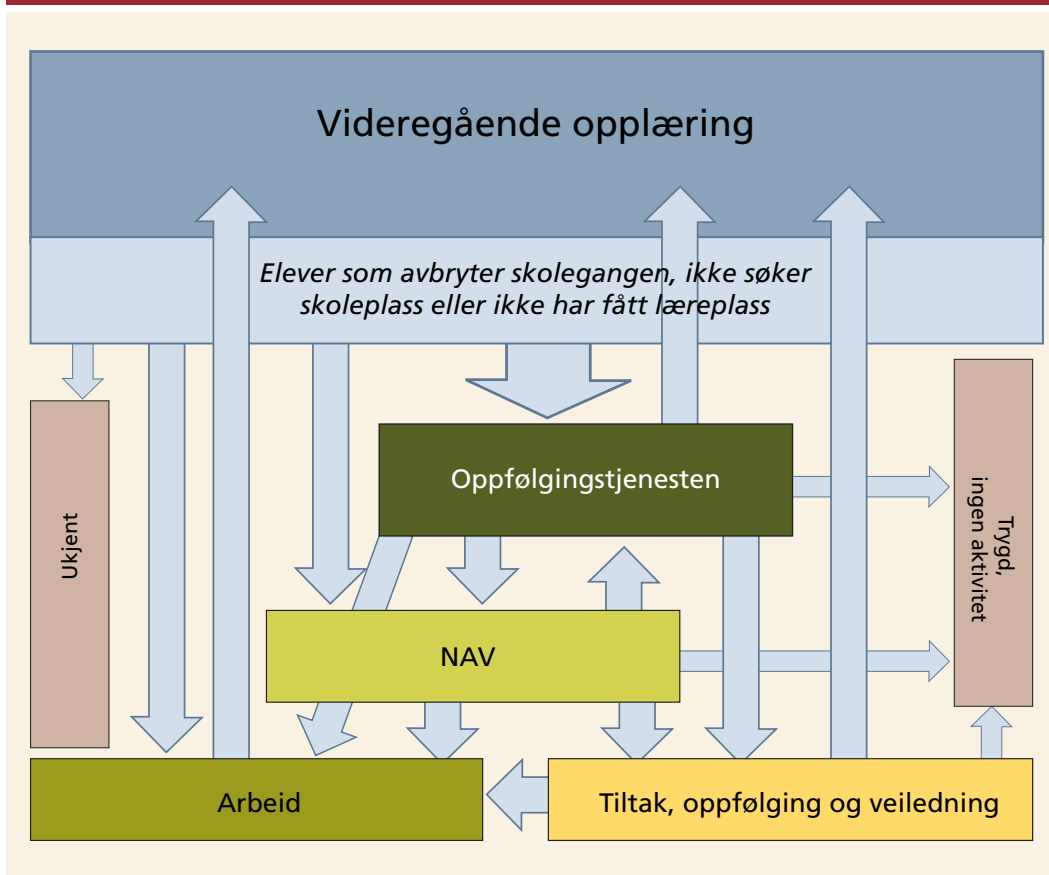 Videregående opplæring
Elever som avbryter skolegangen, ikke søker
skoleplass eller ikke har fått læreplass
Oppfølgingstjenesten
Ukjent
Trygd,
ingen aktivitet
NAV
Arbeid
Tiltak, oppfølging og veiledning